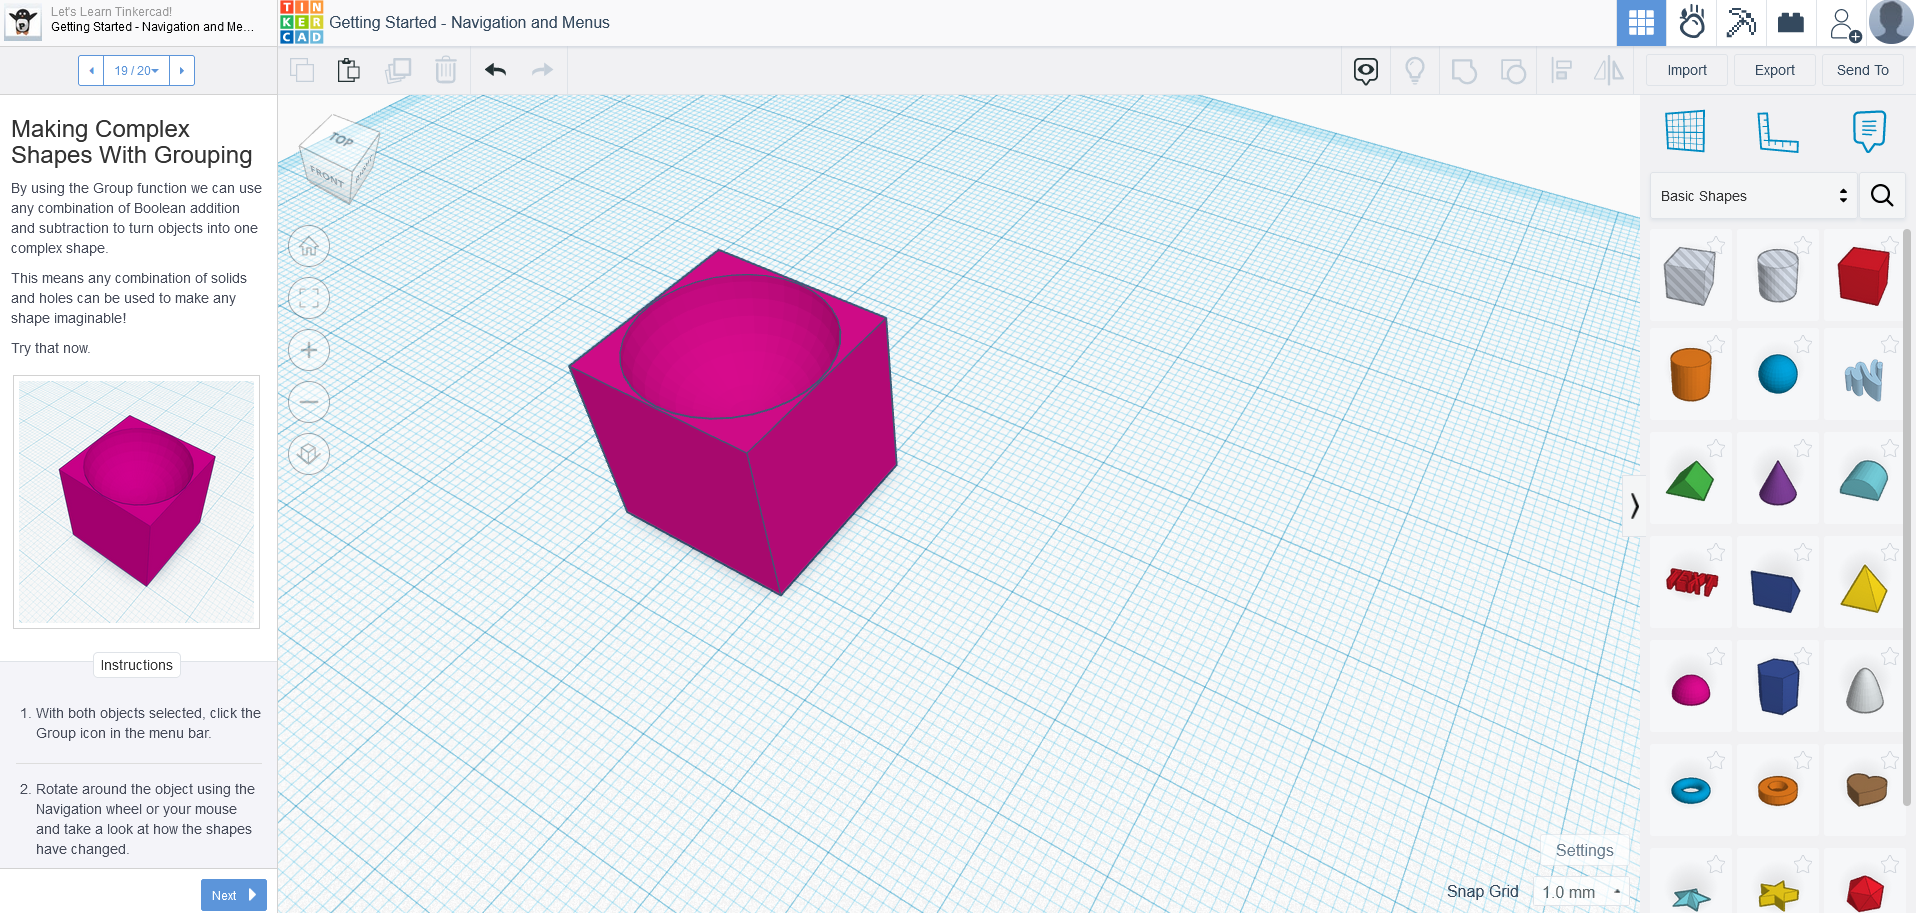 Let's Learn Tinkercad!
Getting Started - Navigation and Me...
TIN
KER
CAD
Getting Started - Navigation and Menus
19 / 20
Import
Export
Send To
Making Complex
Shapes With Grouping
By using the Group function we can use
any combination of Boolean addition
and subtraction to turn objects into one
complex shape.
This means any combination of solids
and holes can be used to make any
shape imaginable!
Try that now.
Instructions
1. With both objects selected, click the
Group icon in the menu bar.
2. Rotate around the object using the
Navigation wheel or your mouse
and take a look at how the shapes
have changed.
Next
TOP
FRONT
RIGHT
Basic Shapes
TEXT
Settings
Snap Grid
1.0 mm